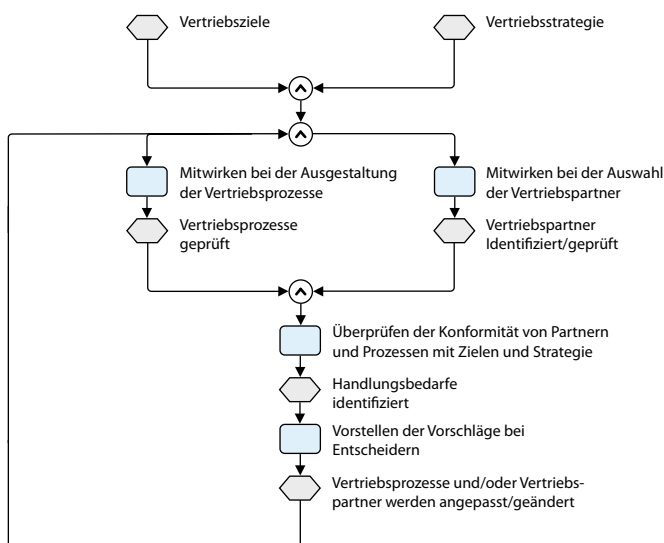 Vertriebsziele
Vertriebsstrategie
Mitwirken bei der Ausgestaltung
der Vertriebsprozesse
Mitwirken bei der Auswahl
der Vertriebspartner
Vertriebsprozesse
geprüft
Vertriebspartner
Identifiziert/geprüft
Überprüfen der Konformität von Partnern
und Prozessen mit Zielen und Strategie
Handlungsbedarfe
identifiziert
Vorstellen der Vorschläge bei
Entscheidern
Vertriebsprozesse und/oder Vertriebs-
partner werden angepasst/geändert